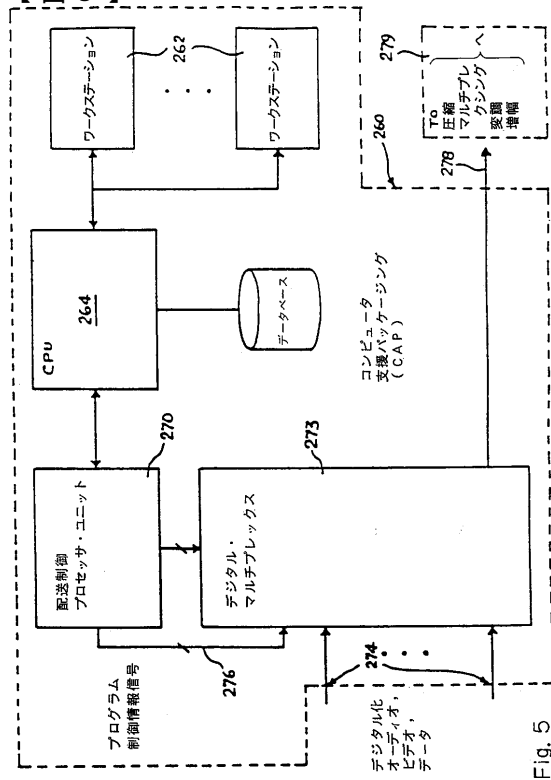 ワークステーション
262
ワークステーション
279
To
圧縮
マルチプレ
クシング
変調
増幅
へ
260
278
CPU
264
データベース
コンピュータ
支援パッケージング
(CAP)
270
配送制御
プロセッサ・ユニット
273
デジタル・
マルチプレックス
プログラム
制御情報信号
276
274
デジタル化
オーディオ,
ビデオ,
データ
Fig. 5